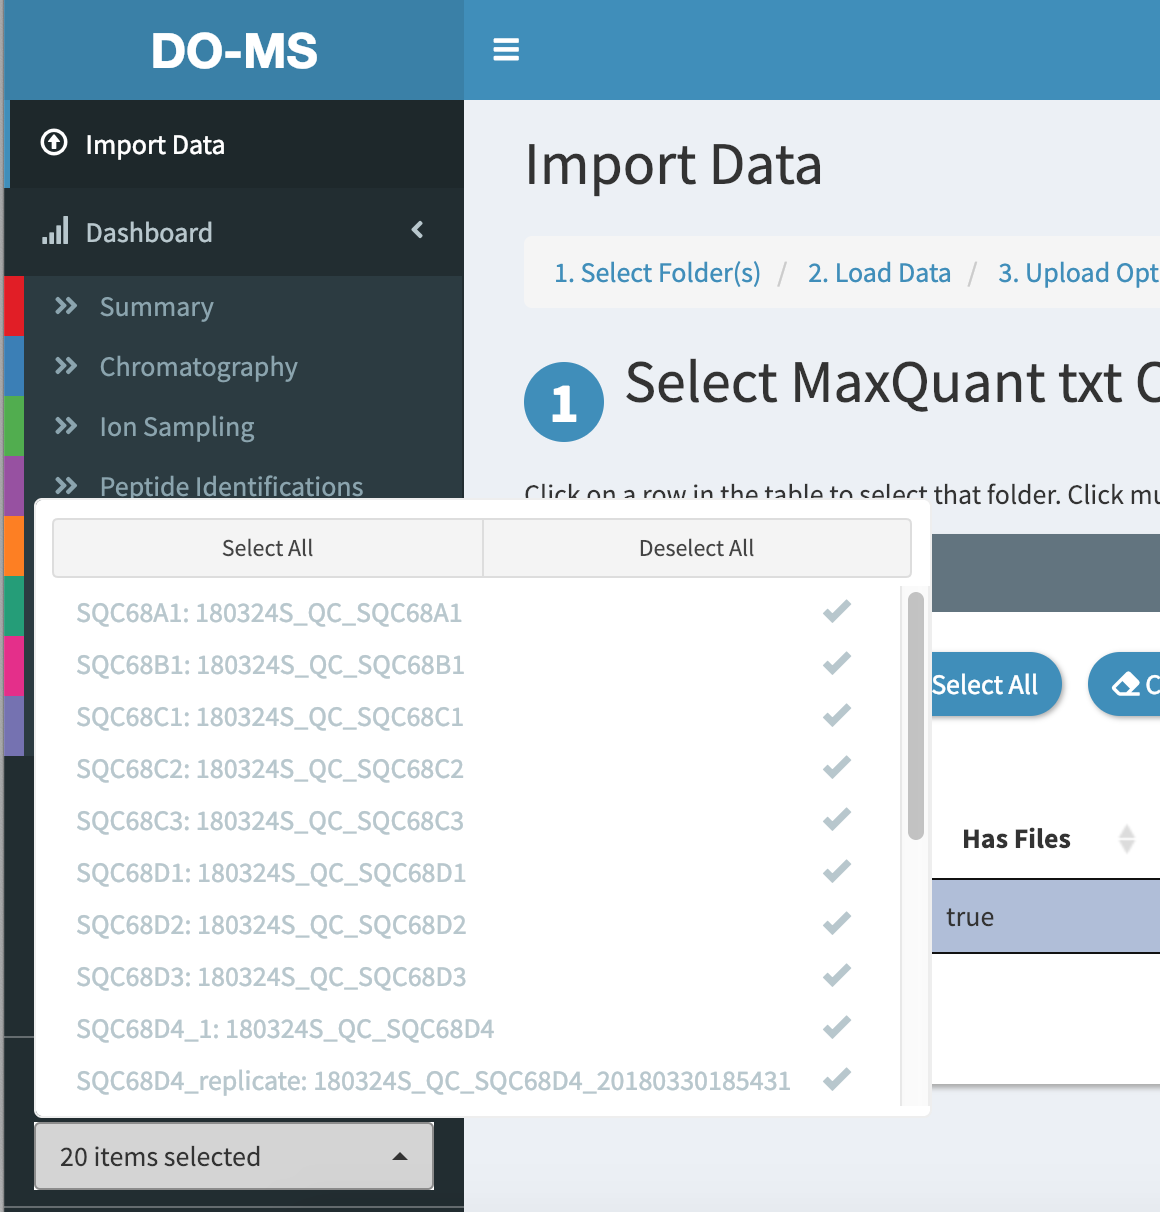 DO-MS
Import Data
Dashboard
Summary
Chromatography
Ion Sampling
Peptide Identifications
Import Data
1. Select Folder(s) / 2. Load Data / 3. Upload Opt
1 Select MaxQuant txt
Click on a row in the table to select that folder. Click mu
Select All
Deselect All
SQC68A1: 180324S_QC_SQC68A1
SQC68B1: 180324S_QC_SQC68B1
SQC68C1: 180324S_QC_SQC68C1
SQC68C2: 180324S_QC_SQC68C2
SQC68C3: 180324S_QC_SQC68C3
SQC68D1: 180324S_QC_SQC68D1
SQC68D2: 180324S_QC_SQC68D2
SQC68D3: 180324S_QC_SQC68D3
SQC68D4_1: 180324S_QC_SQC68D4
SQC68D4_replicate: 180324S_QC_SQC68D4_20180330185431
20 items selected
Select All
C
Has Files
true